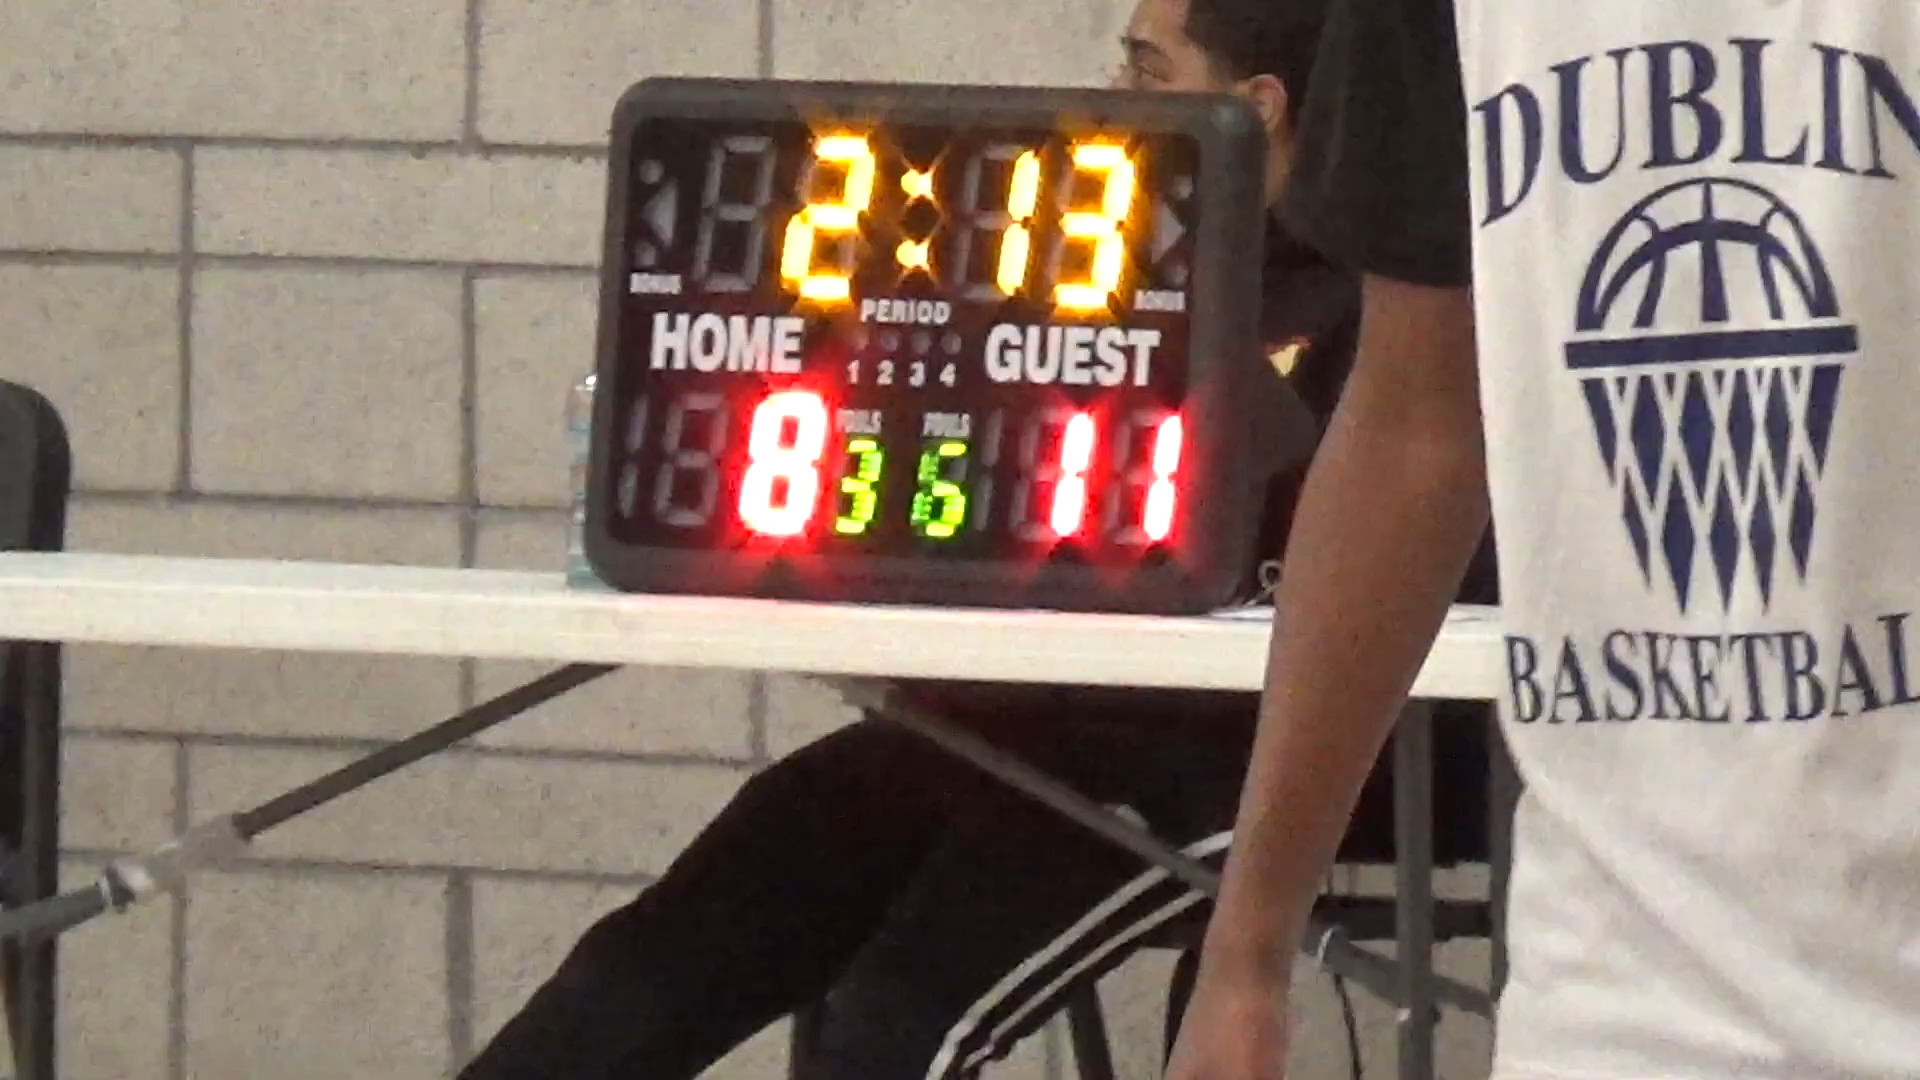 2:13
BONUS BONUS
PERIOD
HOME GUEST
1 2 3 4
FOULS FOULS
8 3 6 11
DUBLIN
BASKETBAL